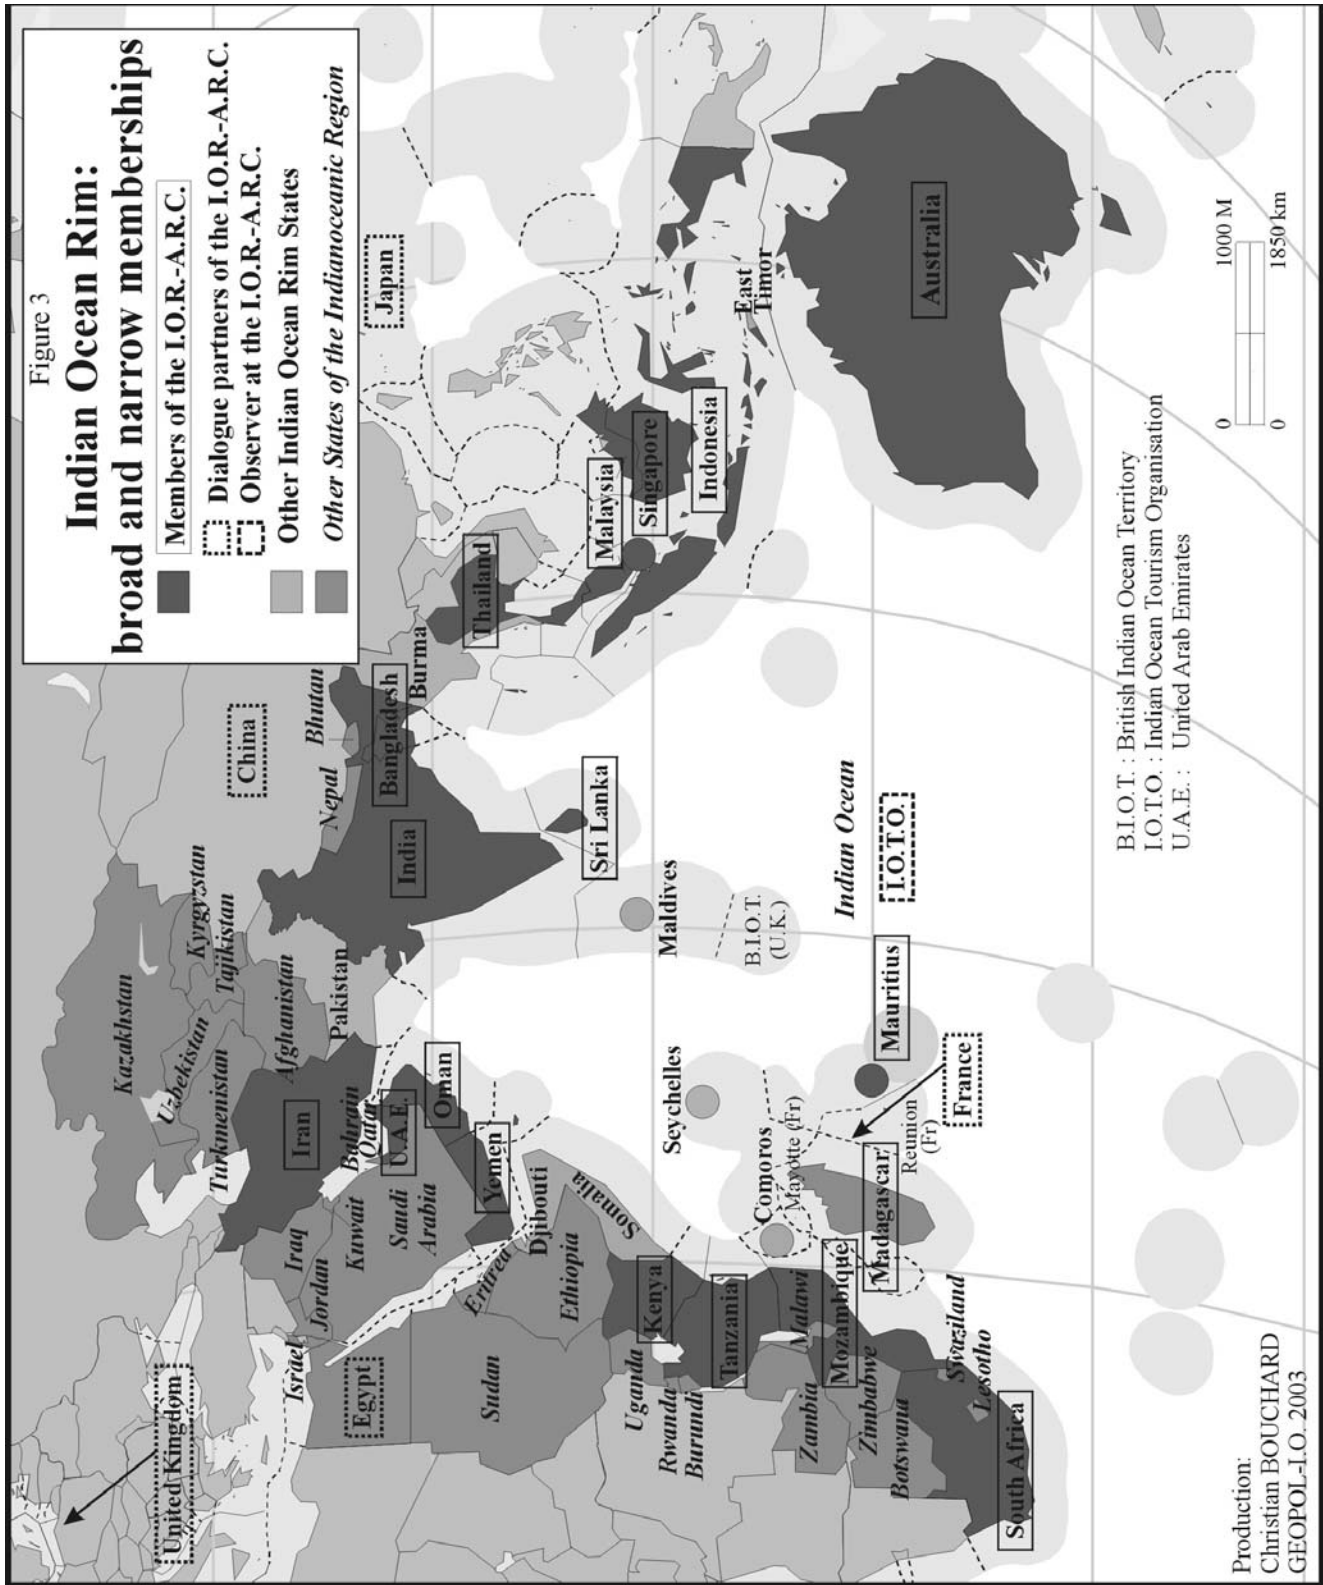 Figure 3
Indian Ocean Rim:
broad and narrow memberships
Members of the I.O.R.-A.R.C.
Dialogue partners of the I.O.R.-A.R.C.
Observer at the I.O.R.-A.R.C.
Other Indian Ocean Rim States
Other States of the Indianoceanic Region
United Kingdom
Kazakhstan
Kyrgyzstan
Uzbekistan
Tajikistan
Turkmenistan
Afghanistan
China
Japan
Israel
Iraq
Jordan
Iran
Pakistan
Nepal
Bhutan
Egypt
Kuwait
Bahrain
Qatar
Saudi
Arabia
U.A.E.
Oman
India
Bangladesh
Burma
Thailand
Sudan
Eritrea
Yemen
Djibouti
Ethiopia
Somalia
Sri Lanka
Malaysia
Singapore
Indonesia
East
Timor
Uganda
Rwanda
Burundi
Kenya
Seychelles
Maldives
Tanzania
Comoros
Mayotte (Fr)
B.I.O.T.
(U.K.)
Zambia
Malawi
Mozambique
Madagascar
Indian Ocean
I.O.T.O.
Mauritius
Reunion
(Fr)
France
Zimbabwe
Botswana
Swaziland
Lesotho
South Africa
Australia
B.I.O.T. : British Indian Ocean Territory
I.O.T.O. : Indian Ocean Tourism Organisation
U.A.E. : United Arab Emirates
0 1000 M
0 1850 km
Production:
Christian BOUCHARD
GEOPOL-I.O. 2003